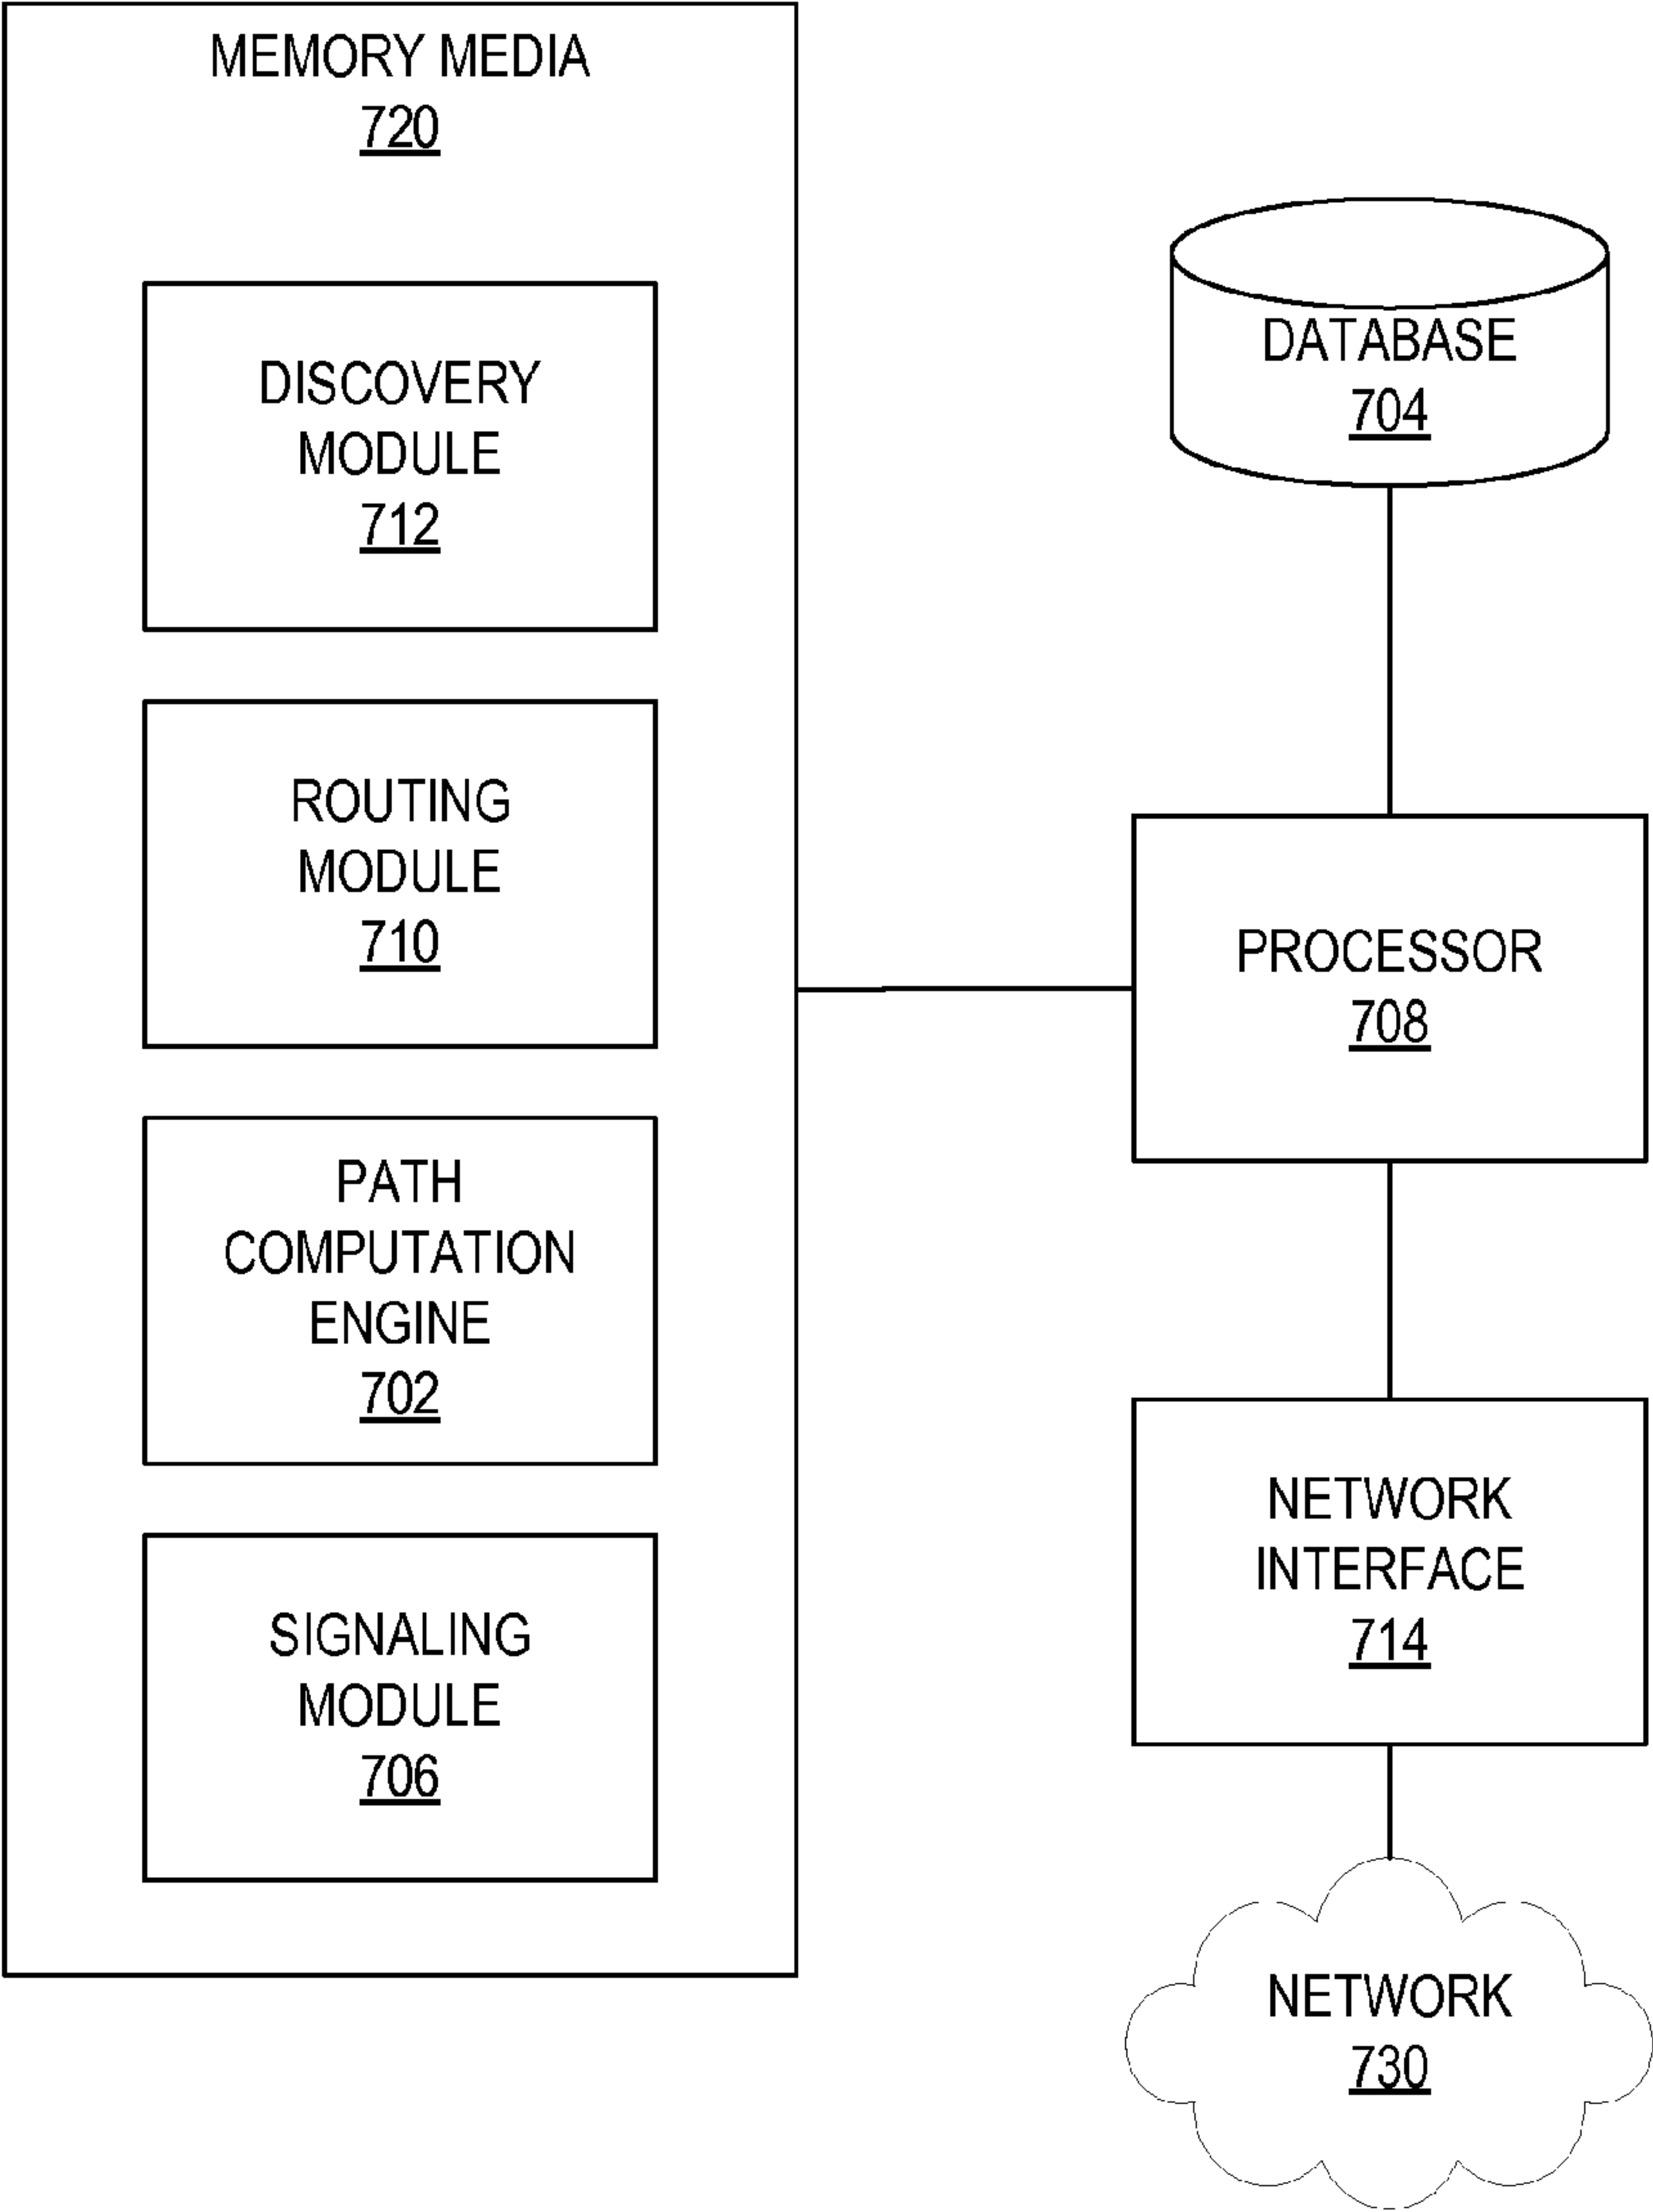 MEMORY MEDIA
720
DISCOVERY
MODULE
712
ROUTING
MODULE
710
PATH
COMPUTATION
ENGINE
702
SIGNALING
MODULE
706
DATABASE
704
PROCESSOR
708
NETWORK
INTERFACE
714
NETWORK
730